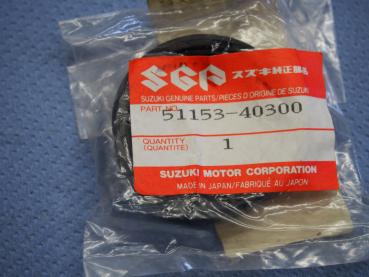 SGP スズキ純正部品
SUZUKI GENUINE PARTS/PIECES D'ORIGINE DE SUZUKI
PART NO.
51153-40300
QUANTITY
(QUANTITE)
1
SUZUKI MOTOR CORPORATION
MADE IN JAPAN/FABRIQUÉ AU JAPON